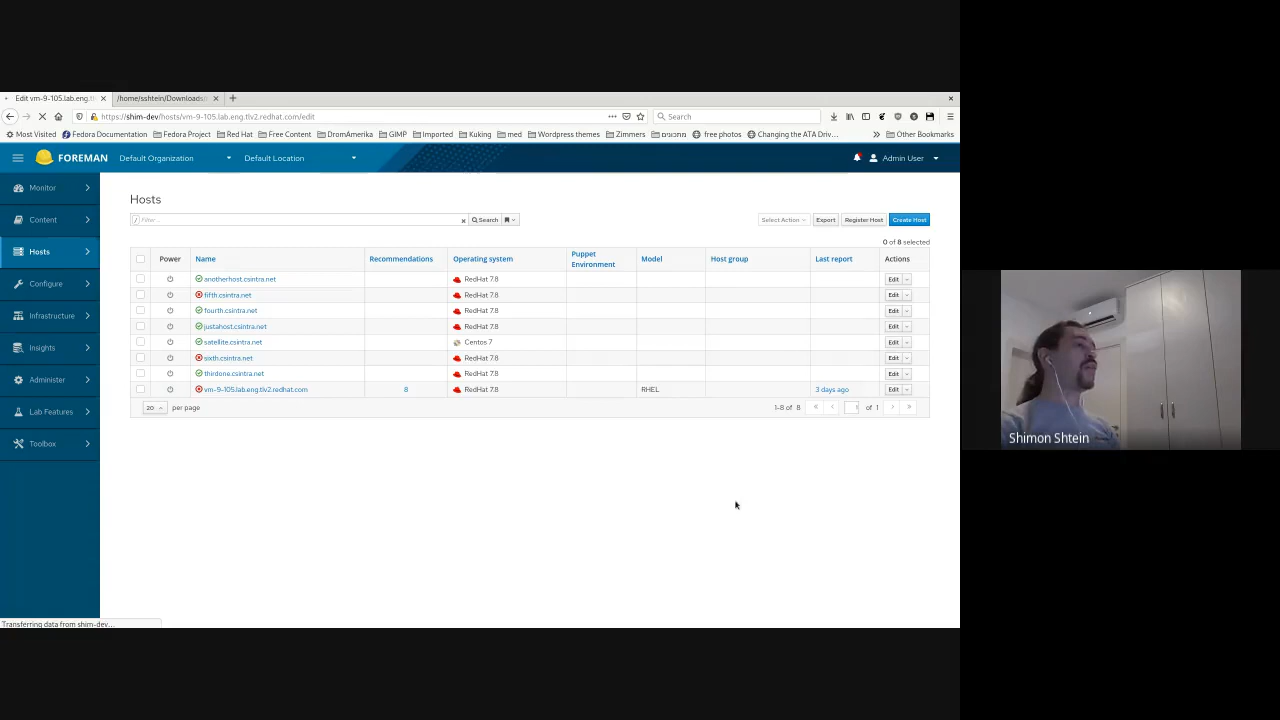 Edit vm-9-105.lab.eng.tl
/home/sshtein/Downloads/
https://shim-dev/hosts/vm-9-105.lab.eng.tlv2.redhat.com/edit
Search
Most Visited Fedora Documentation Fedora Project Red Hat Free Content DromAmerika GIMP Imported Kuking med Wordpress themes Zimmers מתכונים free photos Changing the ATA Driv… Other Bookmarks
FOREMAN Default Organization Default Location Admin User
Monitor
Content
Hosts
Configure
Infrastructure
Insights
Administer
Lab Features
Toolbox
Hosts
Filter... Search Select Action Export Register Host Create Host
0 of 8 selected
Power Name Recommendations Operating system Puppet Environment Model Host group Last report Actions
anotherhost.csintra.net RedHat 7.8 Edit
fifth.csintra.net RedHat 7.8 Edit
fourth.csintra.net RedHat 7.8 Edit
justahost.csintra.net RedHat 7.8 Edit
satellite.csintra.net Centos 7 Edit
sixth.csintra.net RedHat 7.8 Edit
thirdone.csintra.net RedHat 7.8 Edit
vm-9-105.lab.eng.tlv2.redhat.com 8 RedHat 7.8 RHEL 3 days ago Edit
20 per page 1-8 of 8 1 of 1
Transferring data from shim-dev…
Shimon Shtein